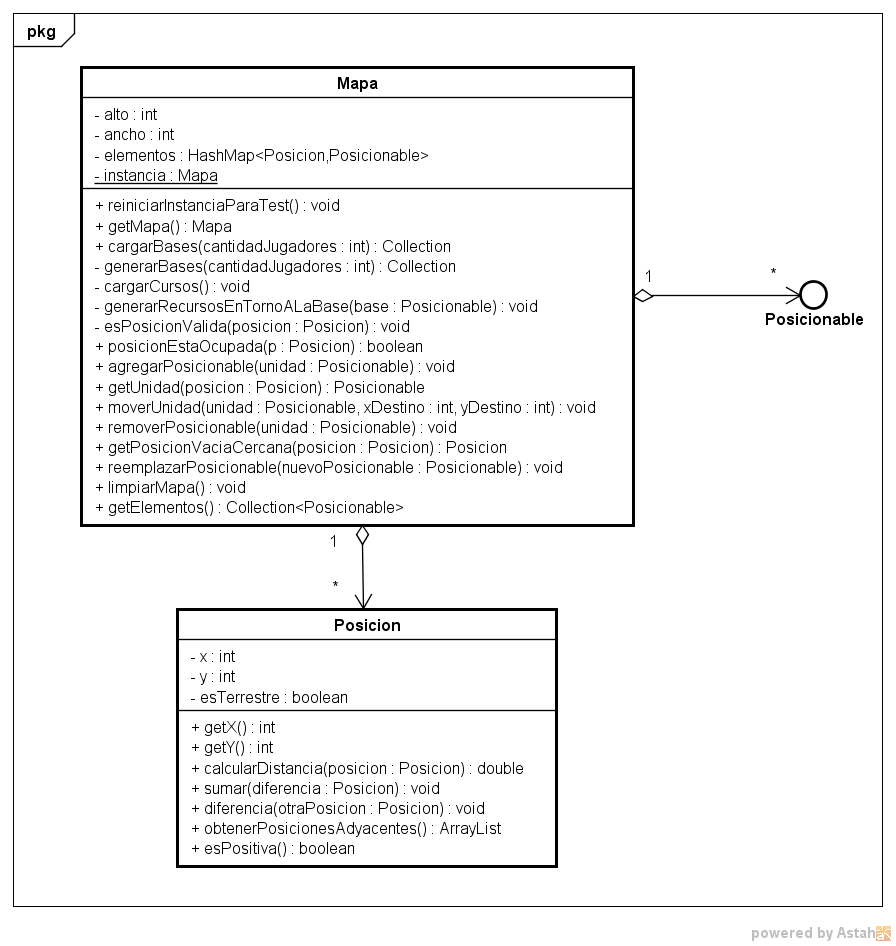 pkg
Mapa
- alto : int
- ancho : int
- elementos : HashMap<Posicion,Posicionable>
- instancia : Mapa
+ reiniciarInstanciaParaTest() : void
+ getMapa() : Mapa
+ cargarBases(cantidadJugadores : int) : Collection
- generarBases(cantidadJugadores : int) : Collection
- cargarCursos() : void
- generarRecursosEnTornoALaBase(base : Posicionable) : void
- esPosicionValida(posicion : Posicion) : void
+ posicionEstaOcupada(p : Posicion) : boolean
+ agregarPosicionable(unidad : Posicionable) : void
+ getUnidad(posicion : Posicion) : Posicionable
+ moverUnidad(unidad : Posicionable, xDestino : int, yDestino : int) : void
+ removerPosicionable(unidad : Posicionable) : void
+ getPosicionVaciaCercana(posicion : Posicion) : Posicion
+ reemplazarPosicionable(nuevoPosicionable : Posicionable) : void
+ limpiarMapa() : void
+ getElementos() : Collection<Posicionable>
1
*
Posicionable
1
*
Posicion
- x : int
- y : int
- esTerrestre : boolean
+ getX() : int
+ getY() : int
+ calcularDistancia(posicion : Posicion) : double
+ sumar(diferencia : Posicion) : void
+ diferencia(otraPosicion : Posicion) : void
+ obtenerPosicionesAdyacentes() : ArrayList
+ esPositiva() : boolean
powered by Astah